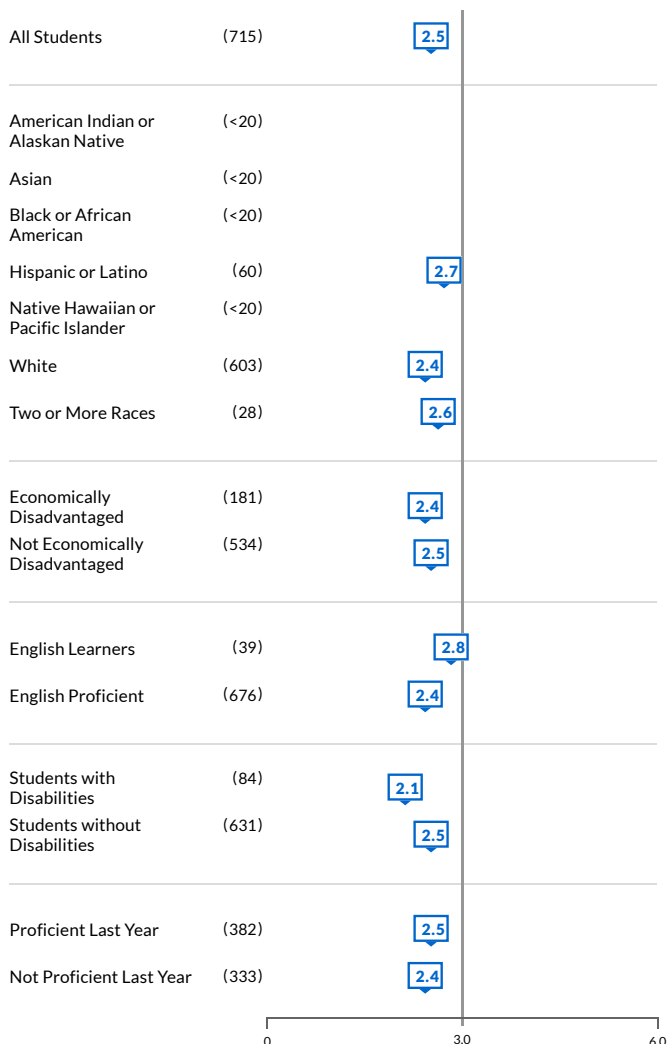 All Students (715) 2.5
American Indian or (<20)
Alaskan Native
Asian (<20)
Black or African (<20)
American
Hispanic or Latino (60) 2.7
Native Hawaiian or (<20)
Pacific Islander
White (603) 2.4
Two or More Races (28) 2.6
Economically (181) 2.4
Disadvantaged
Not Economically (534) 2.5
Disadvantaged
English Learners (39) 2.8
English Proficient (676) 2.4
Students with (84) 2.1
Disabilities
Students without (631) 2.5
Disabilities
Proficient Last Year (382) 2.5
Not Proficient Last Year (333) 2.4
0 3.0 6.0